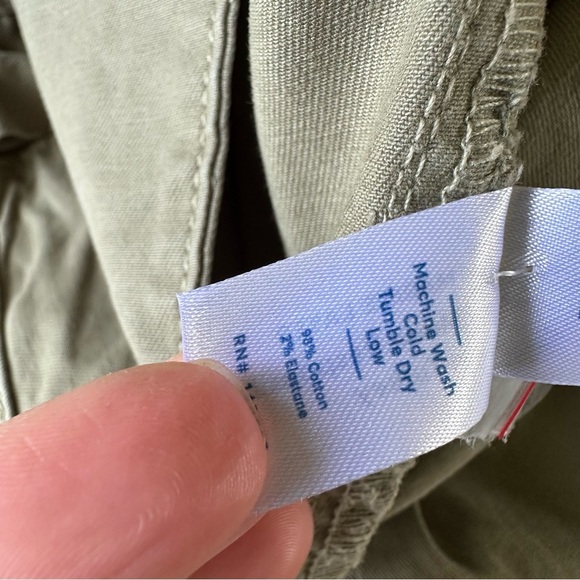 Machine Wash
Cold
Tumble Dry
Low
98% Cotton
2% Elastane
RN#